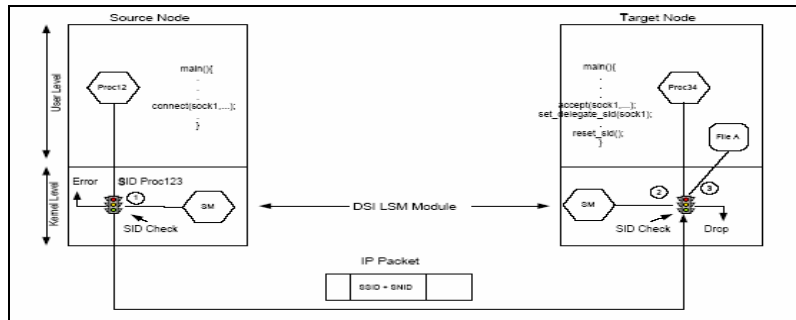 Source Node
Target Node
User Level
Kernel Level
Proc12
main(){
.
.
.
connect(sock1,...);
.
}
Error
SID Proc123
1
SM
SID Check
DSI LSM Module
main(){
.
.
.
accept(sock1,...);
set_delegate_sid(sock1);
.
reset_sid();
}
Proc34
File A
SM
2
3
SID Check
Drop
IP Packet
SSID + SNID